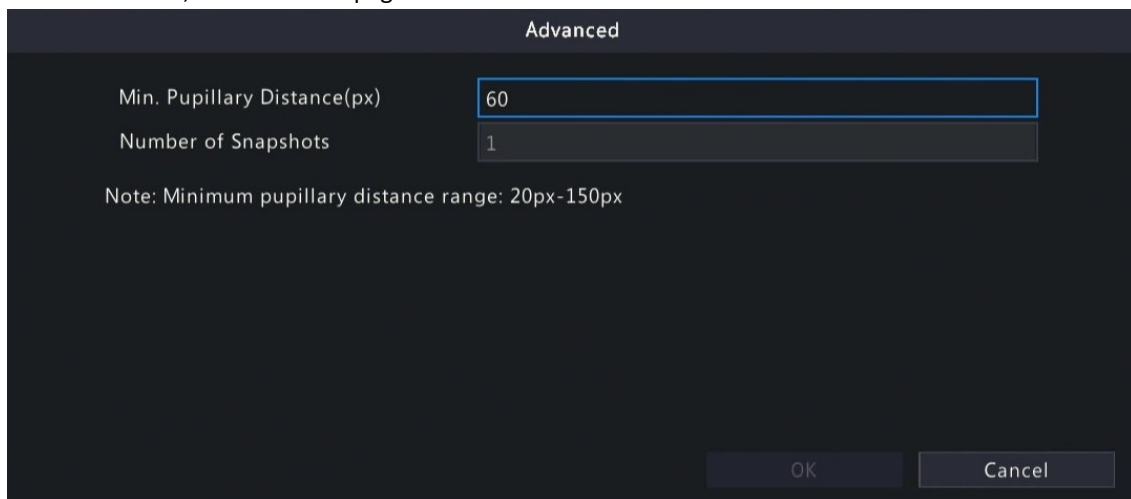 Advanced
Min. Pupillary Distance(px) 60
Number of Snapshots 1
Note: Minimum pupillary distance range: 20px-150px
OK Cancel